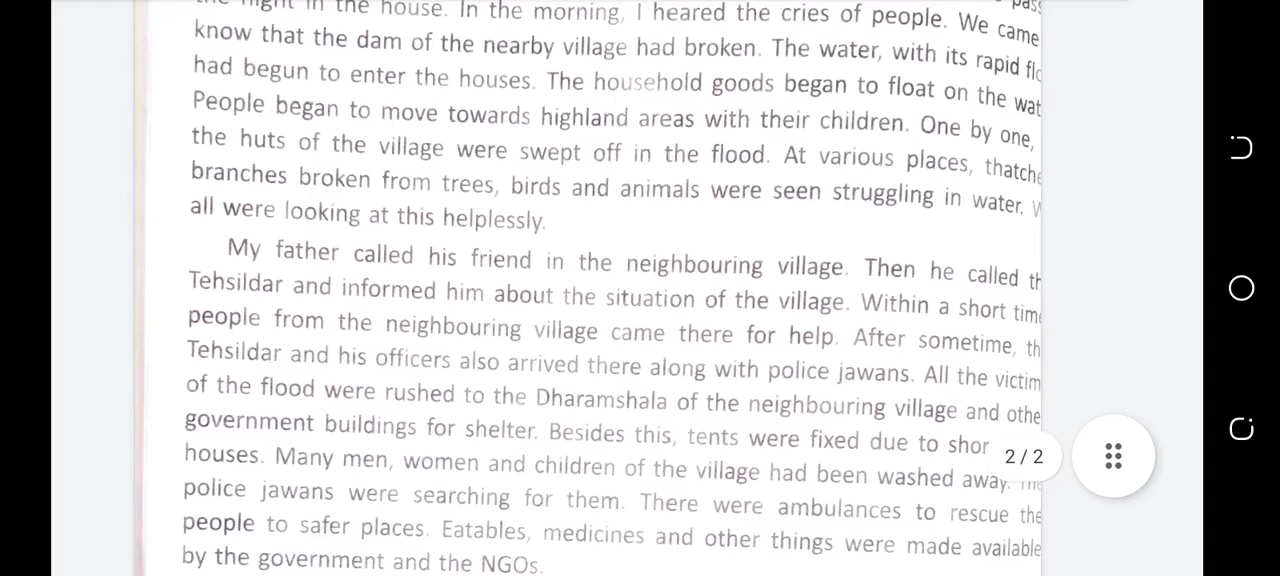 night in the house. In the morning, I heared the cries of people. We came
know that the dam of the nearby village had broken. The water, with its rapid
had begun to enter the houses. The household goods began to float on the
People began to move towards highland areas with their children. One by one,
the huts of the village were swept off in the flood. At various places,
branches broken from trees, birds and animals were seen struggling in water.
all were looking at this helplessly.
My father called his friend in the neighbouring village. Then he called
Tehsildar and informed him about the situation of the village. Within a short
people from the neighbouring village came there for help. After sometime,
Tehsildar and his officers also arrived there along with police jawans. All the
of the flood were rushed to the Dharamshala of the neighbouring village and
government buildings for shelter. Besides this, tents were fixed due to
houses. Many men, women and children of the village had been washed away.
police jawans were searching for them. There were ambulances to rescue the
people to safer places. Eatables, medicines and other things were made available
by the government and the NGOs.
2 / 2